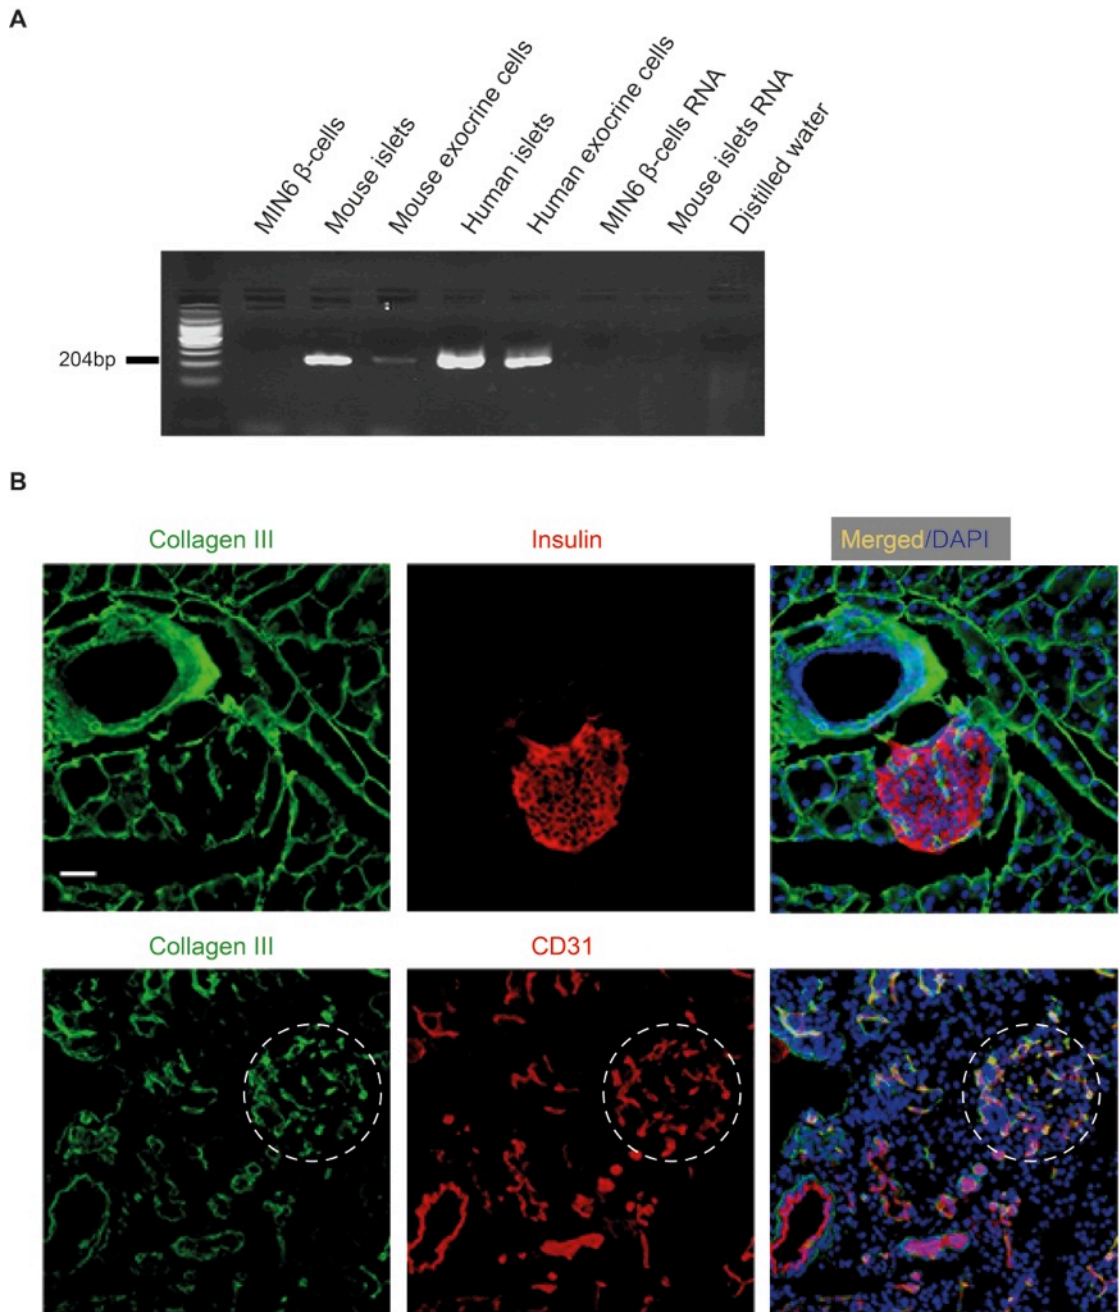 A
MIN6 β-cells
Mouse islets
Mouse exocrine cells
Human islets
Human exocrine cells
MIN6 β-cells RNA
Mouse islets RNA
Distilled water
204bp
B
Collagen III
Insulin
Merged/DAPI
Collagen III
CD31